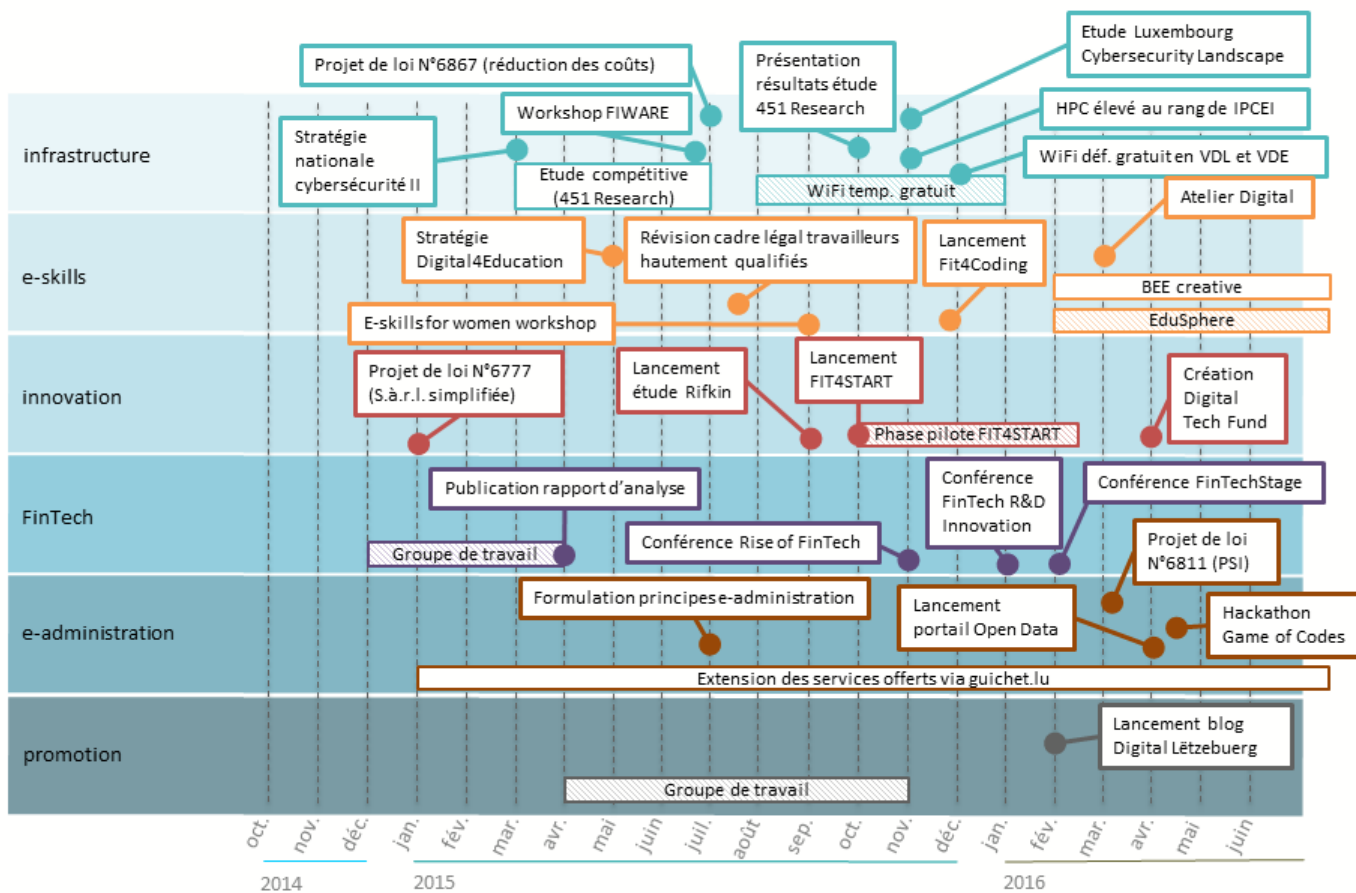 Projet de loi N°6867 (réduction des coûts)
Présentation
résultats étude
451 Research
Etude Luxembourg
Cybersecurity Landscape
infrastructure
Stratégie
nationale
cybersécurité II
Workshop FIWARE
HPC élevé au rang de IPCEI
WiFi déf. gratuit en VDL et VDE
Etude compétitive
(451 Research)
WiFi temp. gratuit
e-skills
Stratégie
Digital4Education
Révision cadre légal travailleurs
hautement qualifiés
Lancement
Fit4Coding
Atelier Digital
BEE creative
E-skills for women workshop
EduSphere
innovation
Projet de loi N°6777
(S.à.r.l. simplifiée)
Lancement
étude Rifkin
Lancement
FIT4START
Phase pilote FIT4START
Création
Digital
Tech Fund
FinTech
Publication rapport d'analyse
Groupe de travail
Conférence Rise of FinTech
Conférence
FinTech R&D
Innovation
Conférence FinTechStage
e-administration
Formulation principes e-administration
Lancement
portail Open Data
Projet de loi
N°6811 (PSI)
Hackathon
Game of Codes
Extension des services offerts via guichet.lu
promotion
Lancement blog
Digital Lëtzebuerg
Groupe de travail
oct.
nov.
déc.
jan.
fév.
mar.
avr.
mai
juin
juil.
août
sep.
oct.
nov.
déc.
jan.
fév.
mar.
avr.
mai
juin
2014
2015
2016